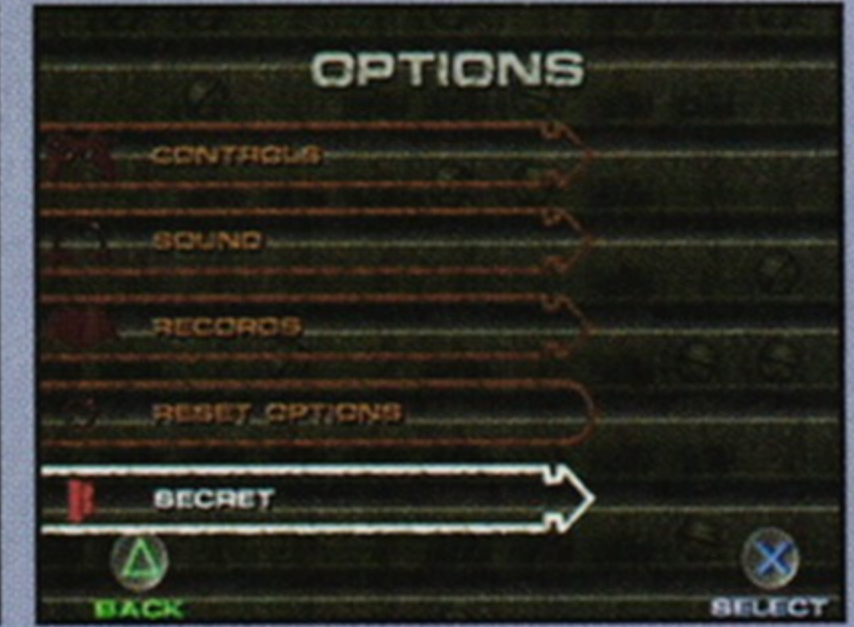 OPTIONS
CONTROLS
SOUND
RECORDS
RESET OPTIONS
SECRET
BACK
SELECT